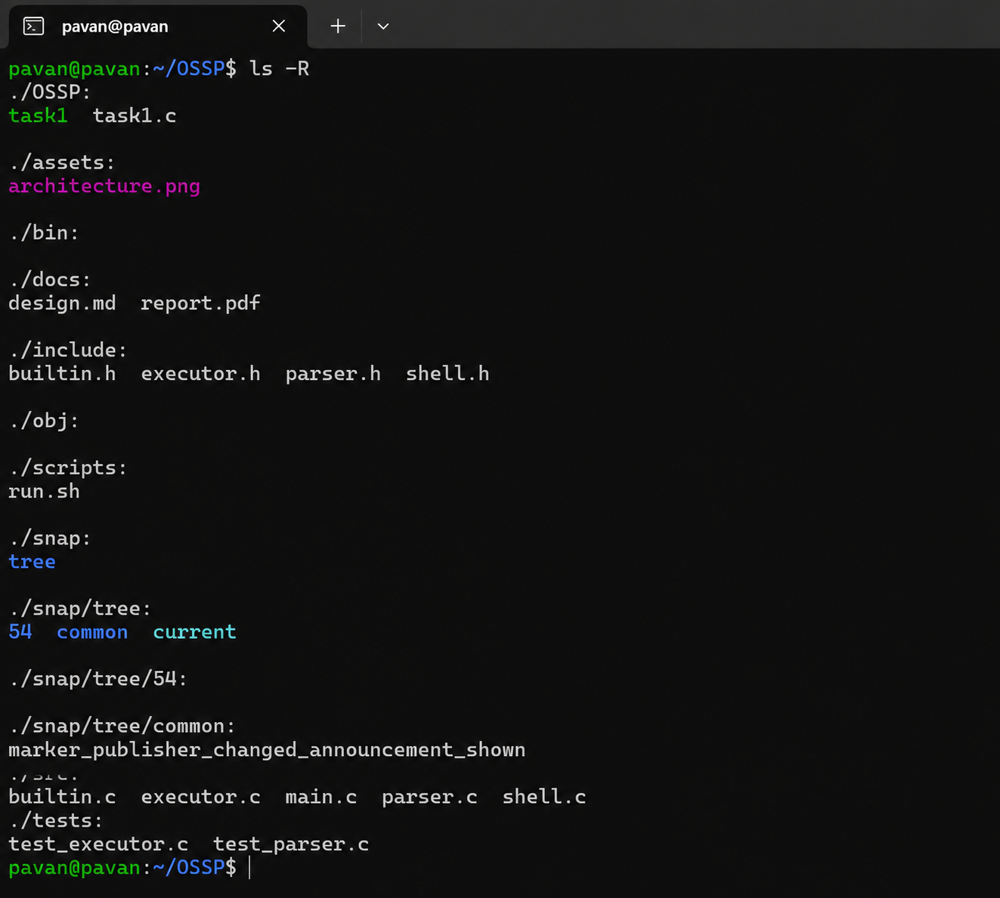 pavan@pavan
pavan@pavan:~/OSSP$ ls -R
./OSSP:
task1  task1.c
./assets:
architecture.png
./bin:
./docs:
design.md  report.pdf
./include:
builtin.h  executor.h  parser.h  shell.h
./obj:
./scripts:
run.sh
./snap:
tree
./snap/tree:
54  common  current
./snap/tree/54:
./snap/tree/common:
marker_publisher_changed_announcement_shown
./src:
builtin.c  executor.c  main.c  parser.c  shell.c
./tests:
test_executor.c  test_parser.c
pavan@pavan:~/OSSP$